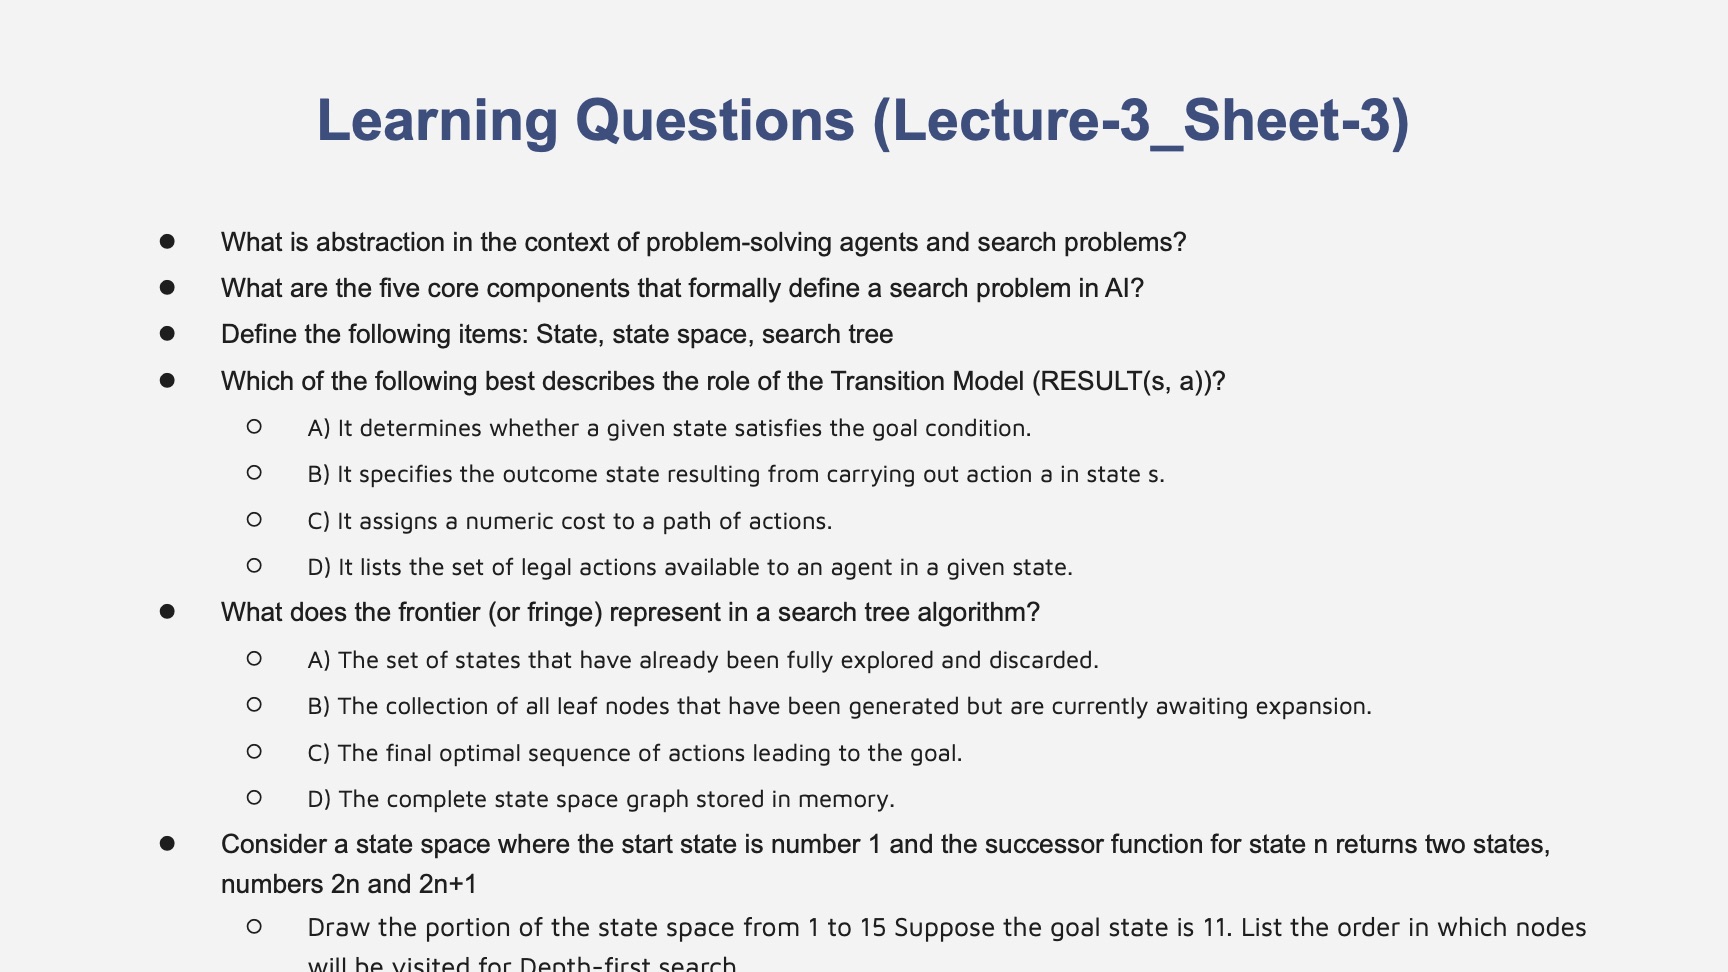 Learning Questions (Lecture-3_Sheet-3)
● What is abstraction in the context of problem-solving agents and search problems?
● What are the five core components that formally define a search problem in AI?
● Define the following items: State, state space, search tree
● Which of the following best describes the role of the Transition Model (RESULT(s, a))?
○ A) It determines whether a given state satisfies the goal condition.
○ B) It specifies the outcome state resulting from carrying out action a in state s.
○ C) It assigns a numeric cost to a path of actions.
○ D) It lists the set of legal actions available to an agent in a given state.
● What does the frontier (or fringe) represent in a search tree algorithm?
○ A) The set of states that have already been fully explored and discarded.
○ B) The collection of all leaf nodes that have been generated but are currently awaiting expansion.
○ C) The final optimal sequence of actions leading to the goal.
○ D) The complete state space graph stored in memory.
● Consider a state space where the start state is number 1 and the successor function for state n returns two states,
numbers 2n and 2n+1
○ Draw the portion of the state space from 1 to 15 Suppose the goal state is 11. List the order in which nodes
will be visited for Depth-first search